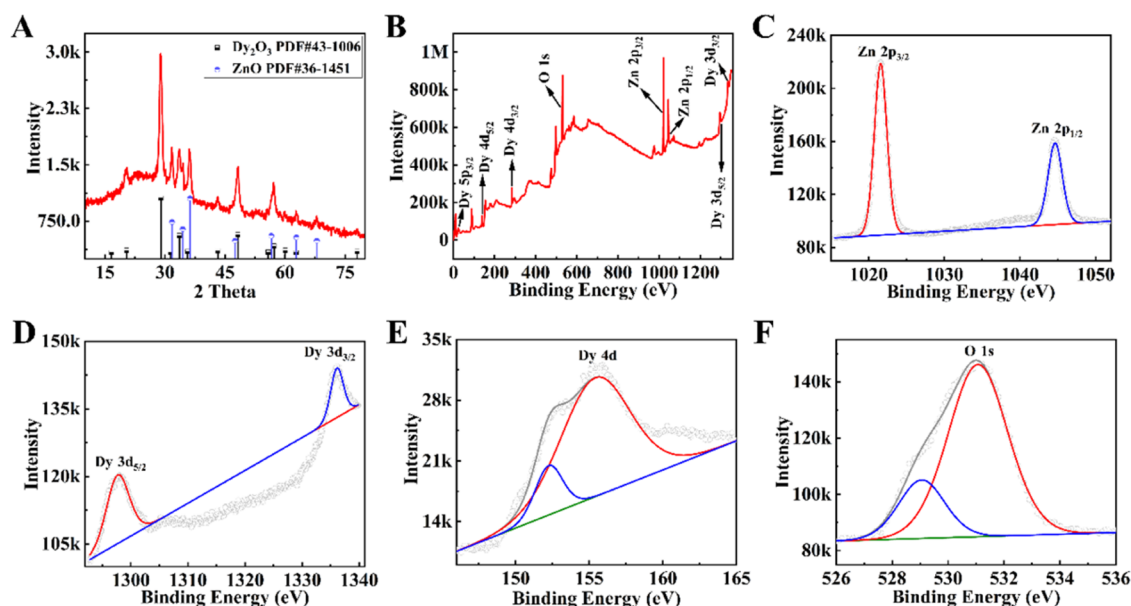 A
3.0k
2.3k
1.5k
750.0
Intensity
Dy₂O₃ PDF#43-1006
ZnO PDF#36-1451
15 30 45 60 75
2 Theta
B
1M
800k
600k
400k
200k
0
Intensity
Dy 5p3/2
Dy 4d5/2
Dy 4d3/2
O 1s
Zn 2p3/2
Zn 2p1/2
Dy 3d3/2
Dy 3d5/2
0 200 400 600 800 1000 1200
Binding Energy (eV)
C
240k
200k
160k
120k
80k
Intensity
Zn 2p3/2
Zn 2p1/2
1020 1030 1040 1050
Binding Energy (eV)
D
150k
135k
120k
105k
Intensity
Dy 3d5/2
Dy 3d3/2
1300 1310 1320 1330 1340
Binding Energy (eV)
E
35k
28k
21k
14k
Intensity
Dy 4d
150 155 160 165
Binding Energy (eV)
F
140k
120k
100k
80k
Intensity
O 1s
526 528 530 532 534 536
Binding Energy (eV)